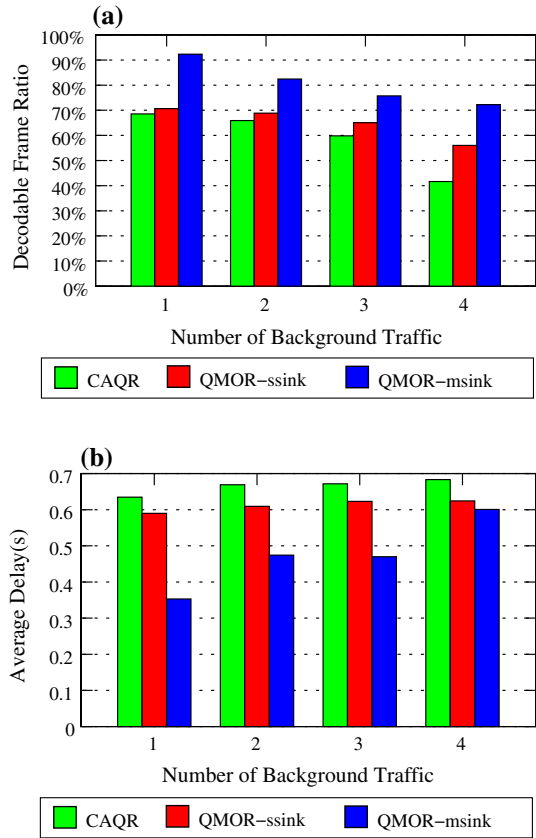 (a)
100%
90%
80%
70%
60%
50%
40%
30%
20%
10%
0%
Decodable Frame Ratio
1 2 3 4
Number of Background Traffic
CAQR QMOR−ssink QMOR−msink
(b)
0.7
0.6
0.5
0.4
0.3
0.2
0.1
0
Average Delay(s)
1 2 3 4
Number of Background Traffic
CAQR QMOR−ssink QMOR−msink